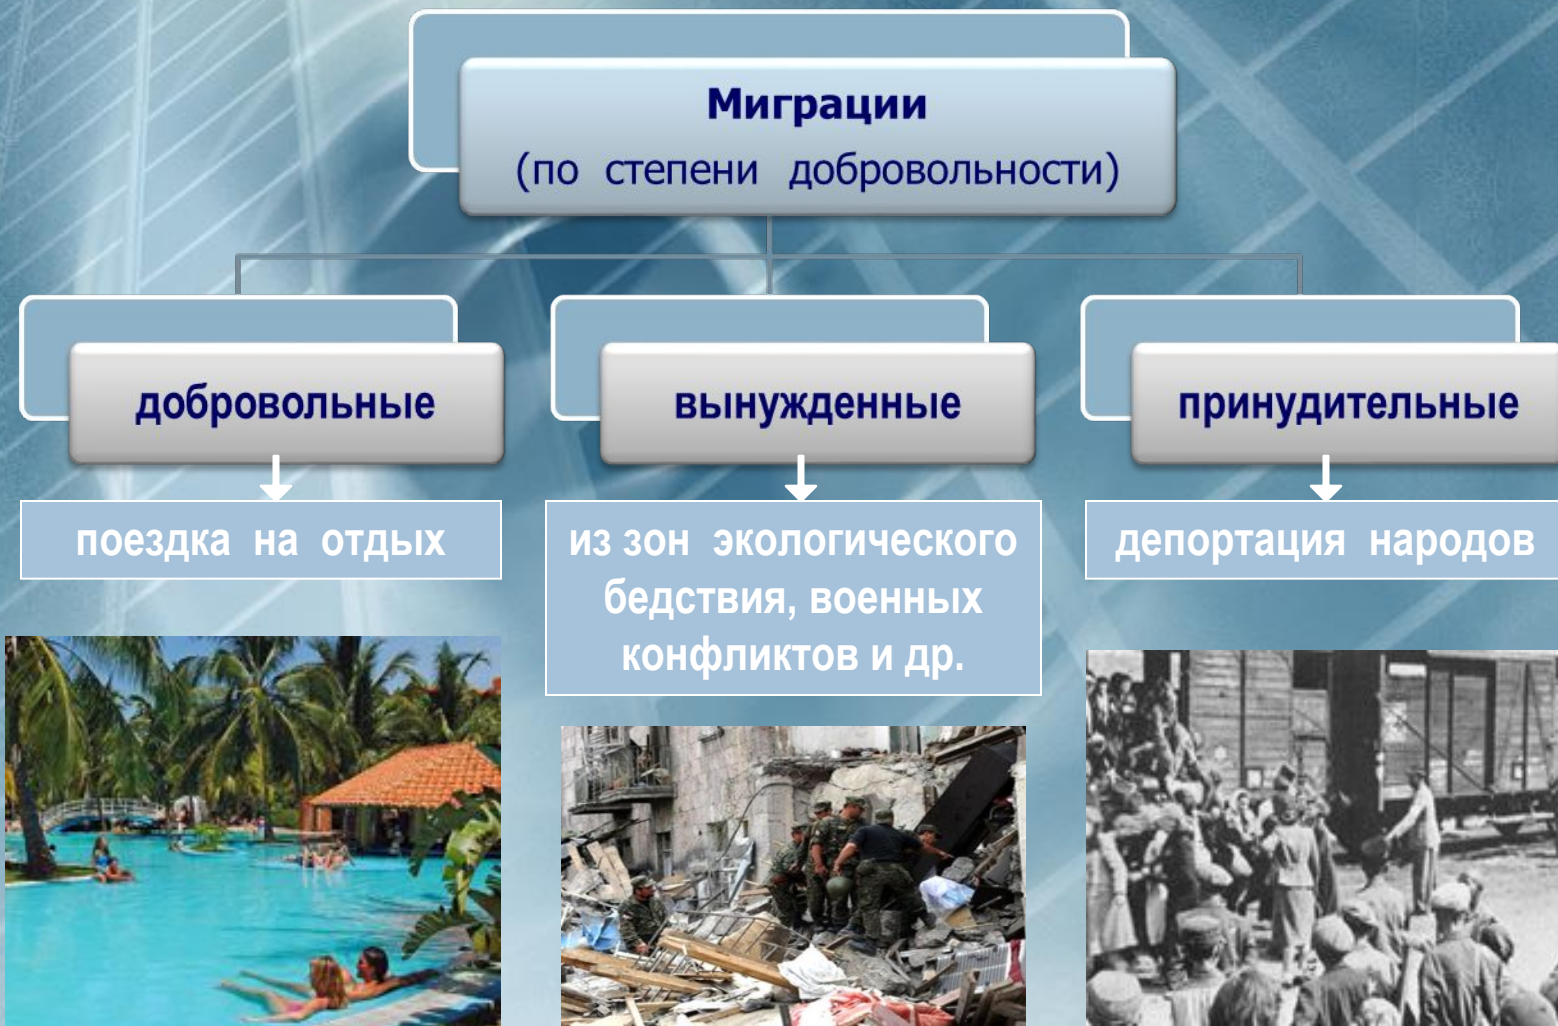 Миграции
(по степени добровольности)
добровольные
вынужденные
принудительные
поездка на отдых
из зон экологического
бедствия, военных
конфликтов и др.
депортация народов